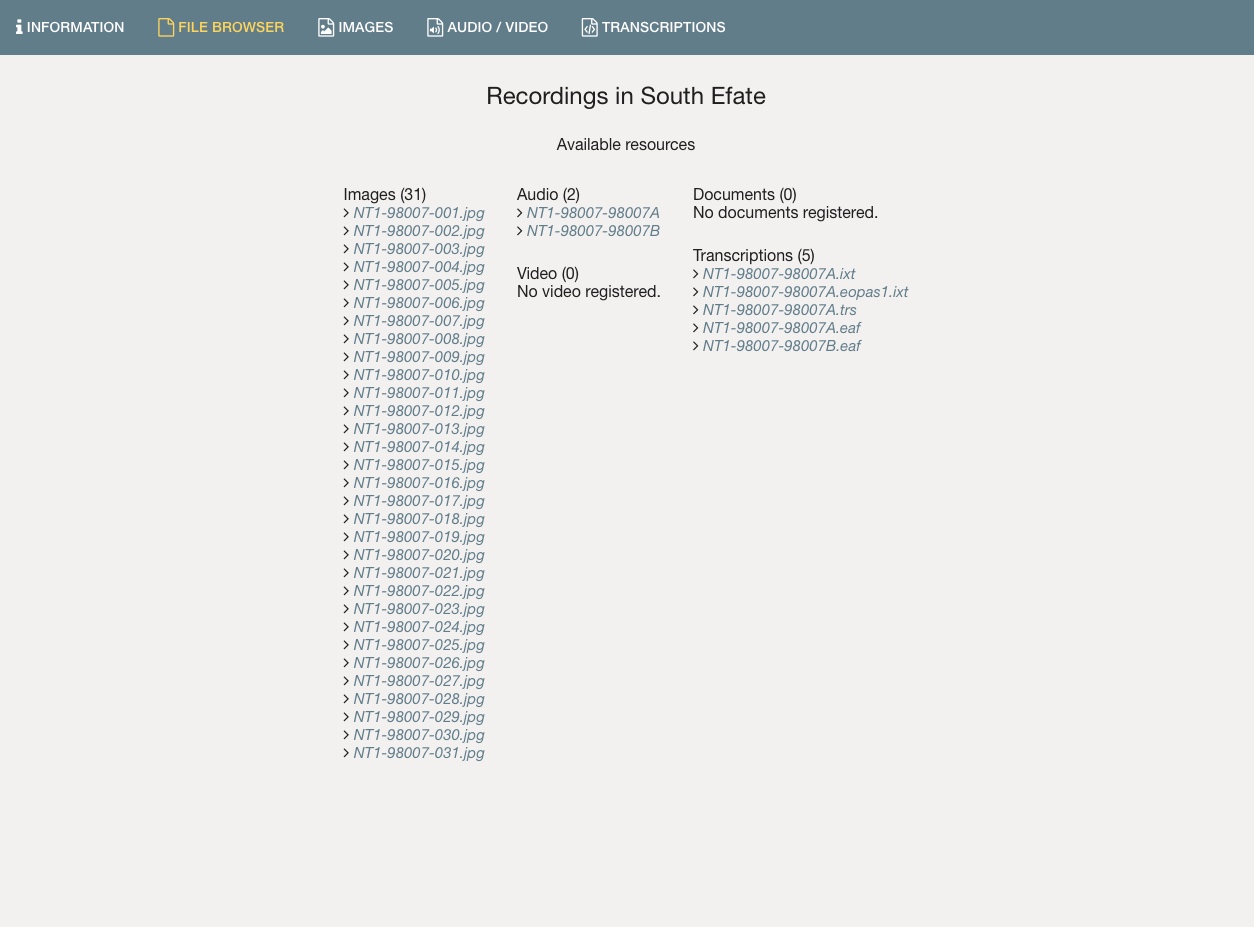 INFORMATION
FILE BROWSER
IMAGES
AUDIO / VIDEO
TRANSCRIPTIONS
Recordings in South Efate
Available resources
Images (31)
NT1-98007-001.jpg
NT1-98007-002.jpg
NT1-98007-003.jpg
NT1-98007-004.jpg
NT1-98007-005.jpg
NT1-98007-006.jpg
NT1-98007-007.jpg
NT1-98007-008.jpg
NT1-98007-009.jpg
NT1-98007-010.jpg
NT1-98007-011.jpg
NT1-98007-012.jpg
NT1-98007-013.jpg
NT1-98007-014.jpg
NT1-98007-015.jpg
NT1-98007-016.jpg
NT1-98007-017.jpg
NT1-98007-018.jpg
NT1-98007-019.jpg
NT1-98007-020.jpg
NT1-98007-021.jpg
NT1-98007-022.jpg
NT1-98007-023.jpg
NT1-98007-024.jpg
NT1-98007-025.jpg
NT1-98007-026.jpg
NT1-98007-027.jpg
NT1-98007-028.jpg
NT1-98007-029.jpg
NT1-98007-030.jpg
NT1-98007-031.jpg
Audio (2)
NT1-98007-98007A
NT1-98007-98007B
Video (0)
No video registered.
Documents (0)
No documents registered.
Transcriptions (5)
NT1-98007-98007A.ixt
NT1-98007-98007A.eopas1.ixt
NT1-98007-98007A.trs
NT1-98007-98007A.eaf
NT1-98007-98007B.eaf